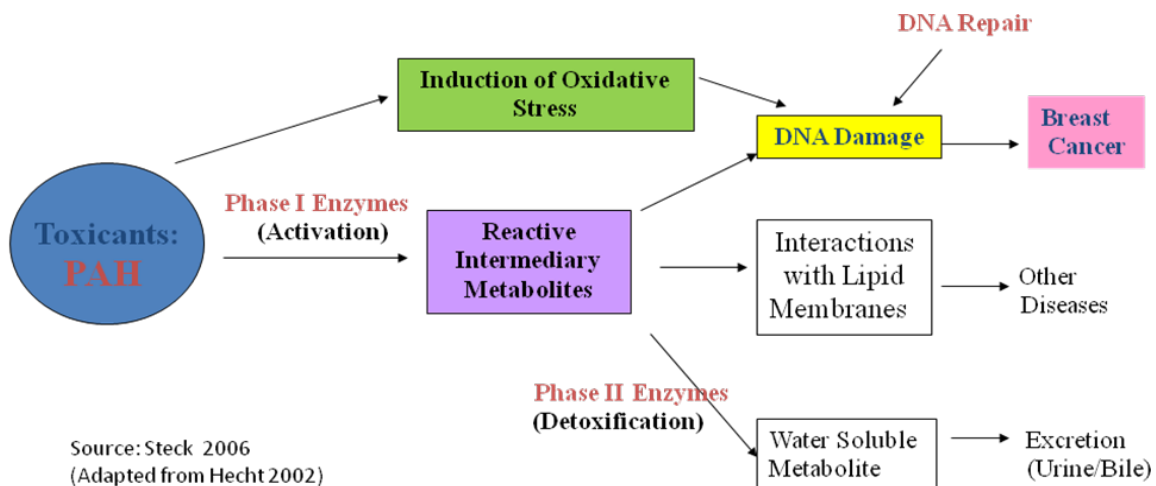 DNA Repair
Induction of Oxidative
Stress
DNA Damage
Breast
Cancer
Toxicants:
PAH
Phase I Enzymes
(Activation)
Reactive
Intermediary
Metabolites
Interactions
with Lipid
Membranes
Other
Diseases
Phase II Enzymes
(Detoxification)
Water Soluble
Metabolite
Excretion
(Urine/Bile)
Source: Steck 2006
(Adapted from Hecht 2002)